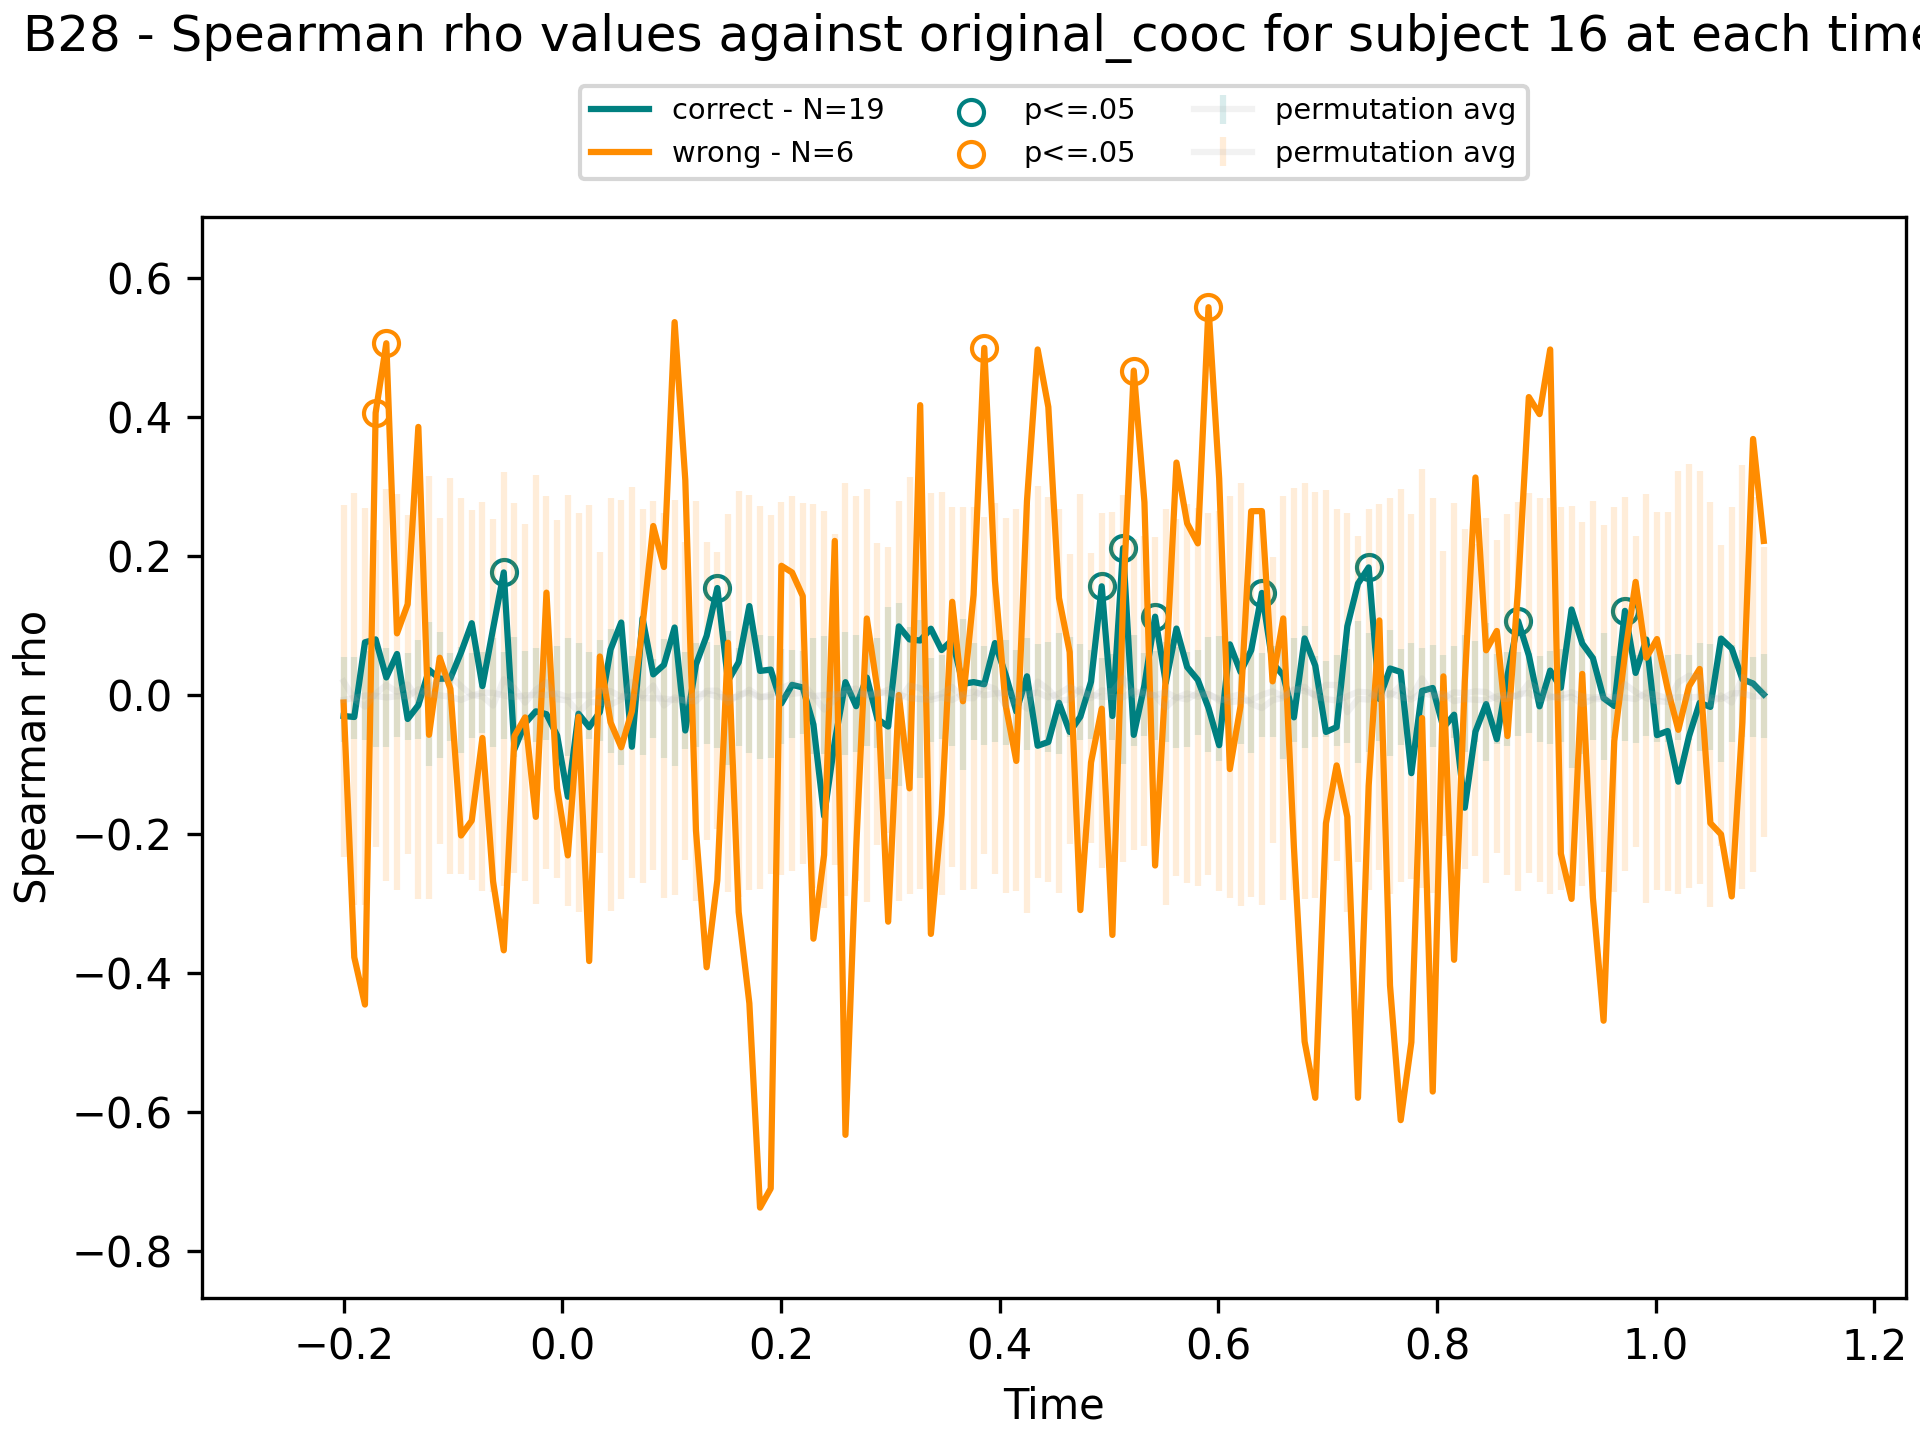 B28 - Spearman rho values against original_cooc for subject 16 at each time
correct - N=19 p<=.05 permutation avg
wrong - N=6 p<=.05 permutation avg
0.6
0.4
0.2
0.0
−0.2
−0.4
−0.6
−0.8
Spearman rho
−0.2 0.0 0.2 0.4 0.6 0.8 1.0 1.2
Time